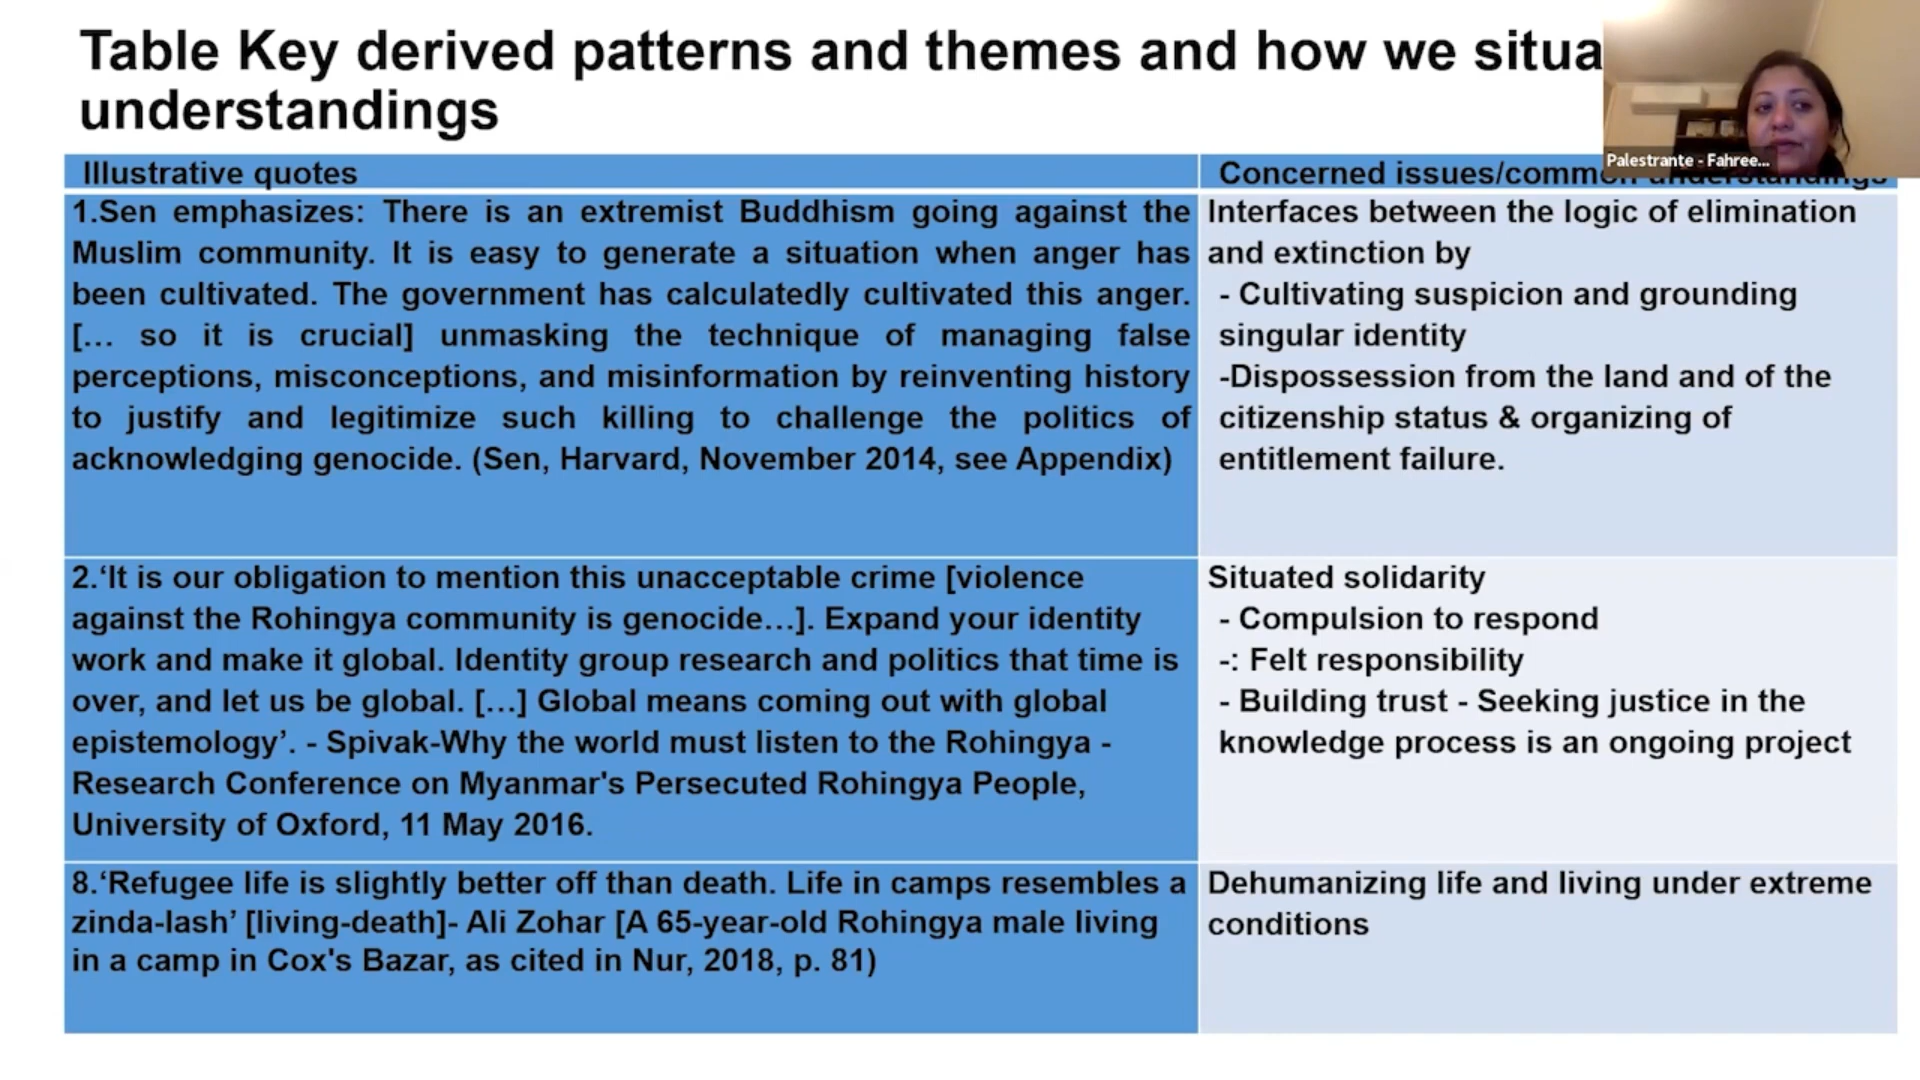 Table Key derived patterns and themes and how we situa
understandings
Palestrante - Fahree...
Illustrative quotes
Concerned issues/common understandings
1.Sen emphasizes: There is an extremist Buddhism going against the
Muslim community. It is easy to generate a situation when anger has
been cultivated. The government has calculatedly cultivated this anger.
[... so it is crucial] unmasking the technique of managing false
perceptions, misconceptions, and misinformation by reinventing history
to justify and legitimize such killing to challenge the politics of
acknowledging genocide. (Sen, Harvard, November 2014, see Appendix)
Interfaces between the logic of elimination
and extinction by
- Cultivating suspicion and grounding
singular identity
-Dispossession from the land and of the
citizenship status & organizing of
entitlement failure.
2.‘It is our obligation to mention this unacceptable crime [violence
against the Rohingya community is genocide...]. Expand your identity
work and make it global. Identity group research and politics that time is
over, and let us be global. [...] Global means coming out with global
epistemology’. - Spivak-Why the world must listen to the Rohingya -
Research Conference on Myanmar's Persecuted Rohingya People,
University of Oxford, 11 May 2016.
Situated solidarity
- Compulsion to respond
-: Felt responsibility
- Building trust - Seeking justice in the
knowledge process is an ongoing project
8.‘Refugee life is slightly better off than death. Life in camps resembles a
zinda-lash’ [living-death]- Ali Zohar [A 65-year-old Rohingya male living
in a camp in Cox's Bazar, as cited in Nur, 2018, p. 81)
Dehumanizing life and living under extreme
conditions